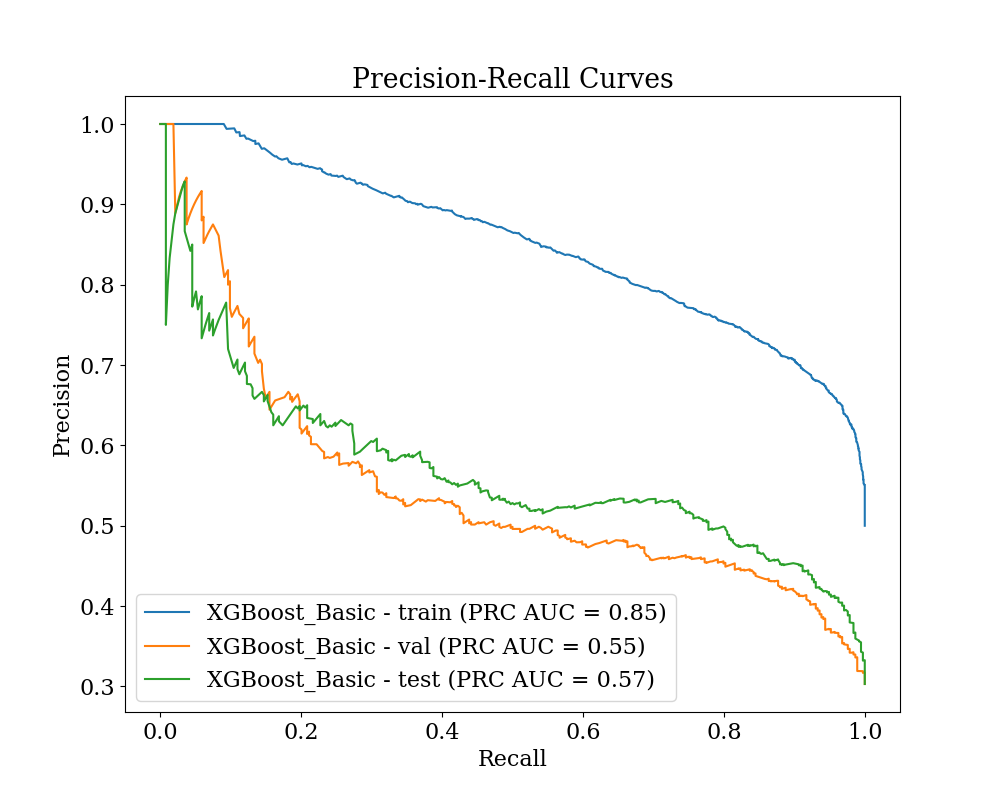 Precision-Recall Curves
1.0
0.9
0.8
0.7
0.6
0.5
0.4
0.3
Precision
XGBoost_Basic - train (PRC AUC = 0.85)
XGBoost_Basic - val (PRC AUC = 0.55)
XGBoost_Basic - test (PRC AUC = 0.57)
0.0 0.2 0.4 0.6 0.8 1.0
Recall